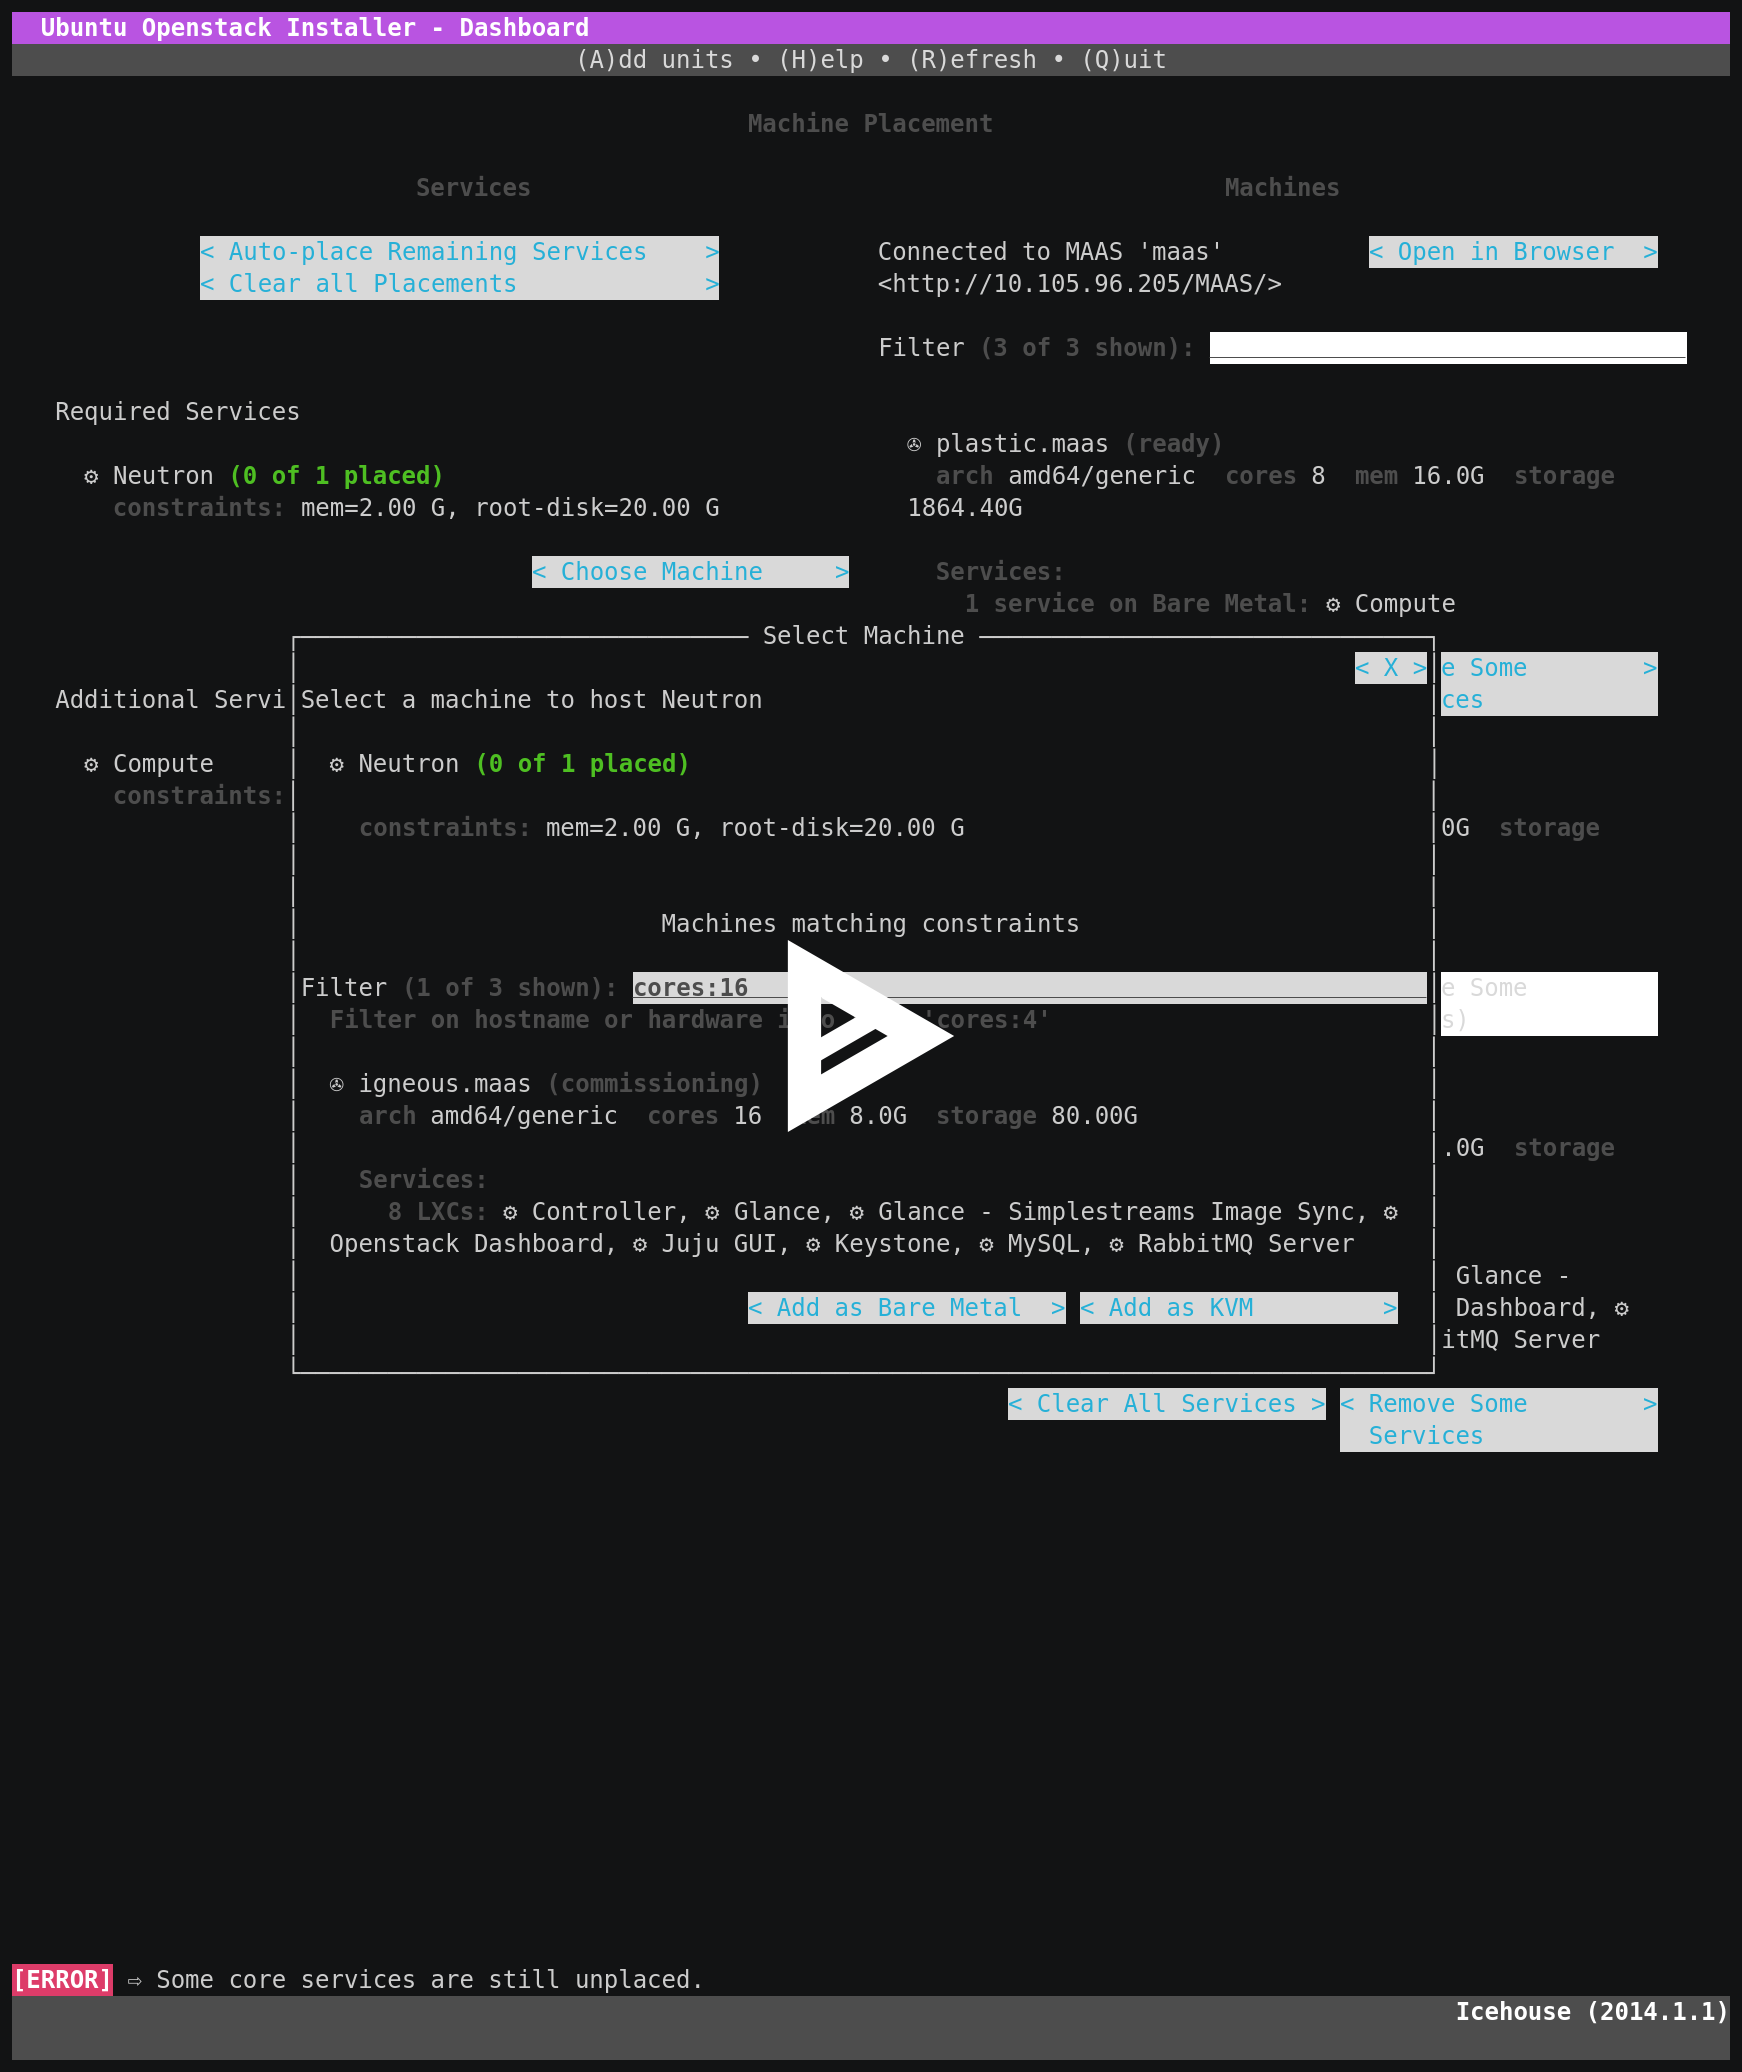 Ubuntu Openstack Installer - Dashboard
(A)dd units • (H)elp • (R)efresh • (Q)uit
Machine Placement
Services Machines
< Auto-place Remaining Services > Connected to MAAS 'maas' < Open in Browser >
< Clear all Placements > <http://10.105.96.205/MAAS/>
Filter (3 of 3 shown):
Required Services
✇ plastic.maas (ready)
⚙ Neutron (0 of 1 placed) arch amd64/generic cores 8 mem 16.0G storage
constraints: mem=2.00 G, root-disk=20.00 G 1864.40G
< Choose Machine > Services:
1 service on Bare Metal: ⚙ Compute
Select Machine
< X > e Some >
Additional Servi Select a machine to host Neutron ces
⚙ Compute ⚙ Neutron (0 of 1 placed)
constraints:
constraints: mem=2.00 G, root-disk=20.00 G 0G storage
Machines matching constraints
Filter (1 of 3 shown): cores:16 e Some
Filter on hostname or hardware 'cores:4' s)
✇ igneous.maas (commissioning)
arch amd64/generic cores 16 8.0G storage 80.00G
.0G storage
Services:
8 LXCs: ⚙ Controller, ⚙ Glance, ⚙ Glance - Simplestreams Image Sync, ⚙
Openstack Dashboard, ⚙ Juju GUI, ⚙ Keystone, ⚙ MySQL, ⚙ RabbitMQ Server
Glance -
< Add as Bare Metal > < Add as KVM > Dashboard, ⚙
itMQ Server
< Clear All Services > < Remove Some >
Services
[ERROR] ⇨ Some core services are still unplaced.
Icehouse (2014.1.1)